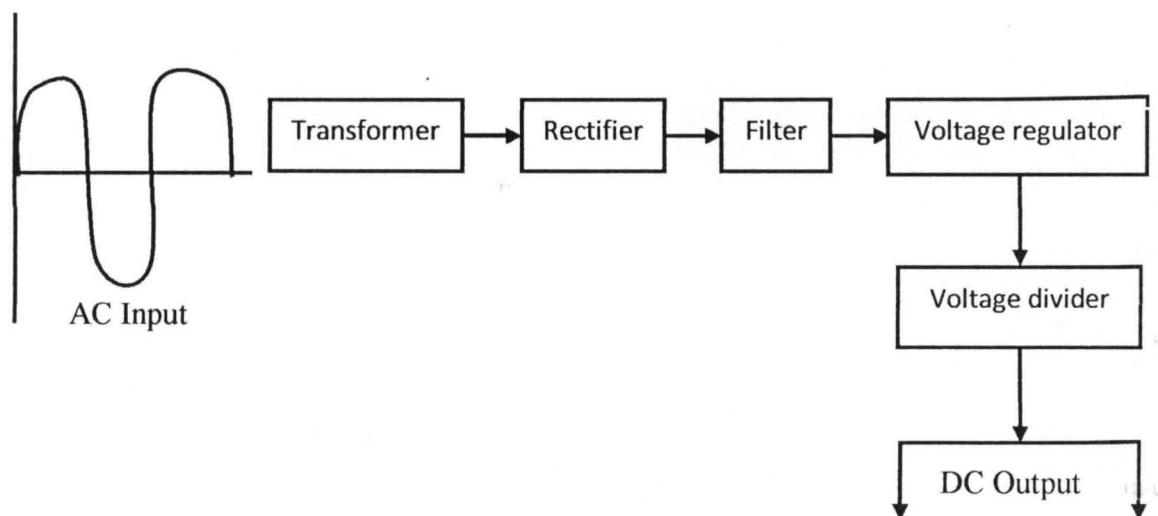 Transformer
Rectifier
Filter
Voltage regulator
AC Input
Voltage divider
DC Output